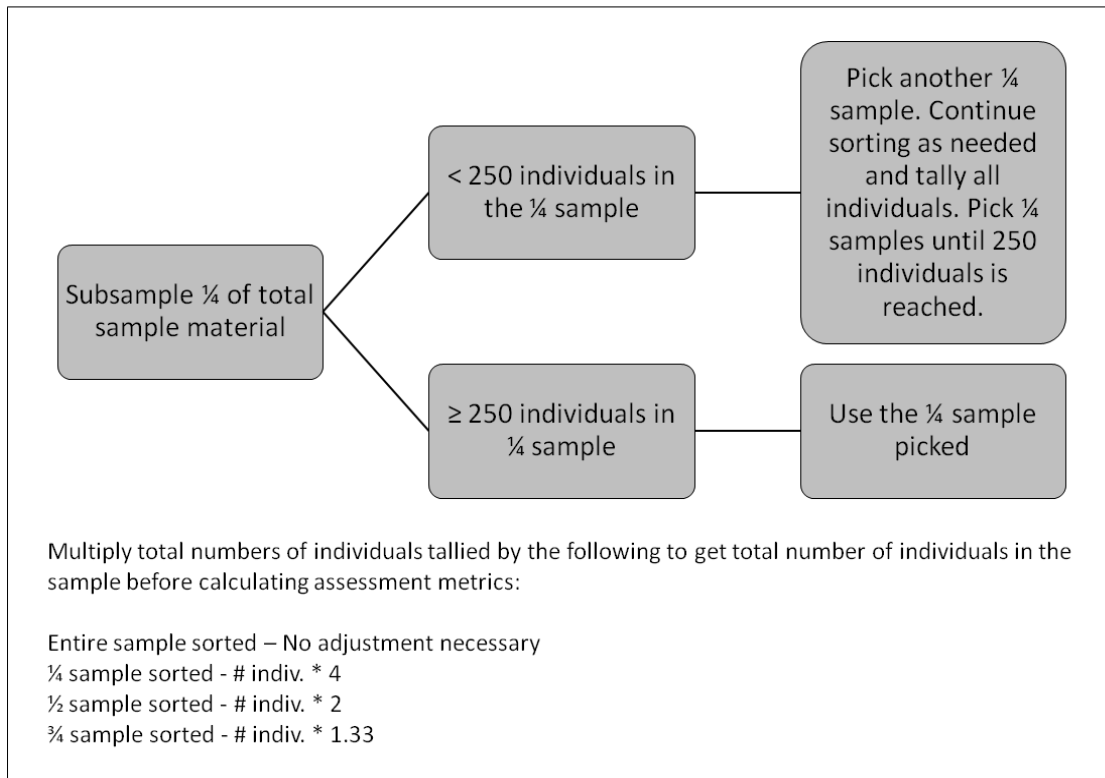 Subsample ¼ of total
sample material
< 250 individuals in
the ¼ sample
Pick another ¼
sample. Continue
sorting as needed
and tally all
individuals. Pick ¼
samples until 250
individuals is
reached.
≥ 250 individuals in
¼ sample
Use the ¼ sample
picked
Multiply total numbers of individuals tallied by the following to get total number of individuals in the
sample before calculating assessment metrics:
Entire sample sorted – No adjustment necessary
¼ sample sorted - # indiv. * 4
½ sample sorted - # indiv. * 2
¾ sample sorted - # indiv. * 1.33